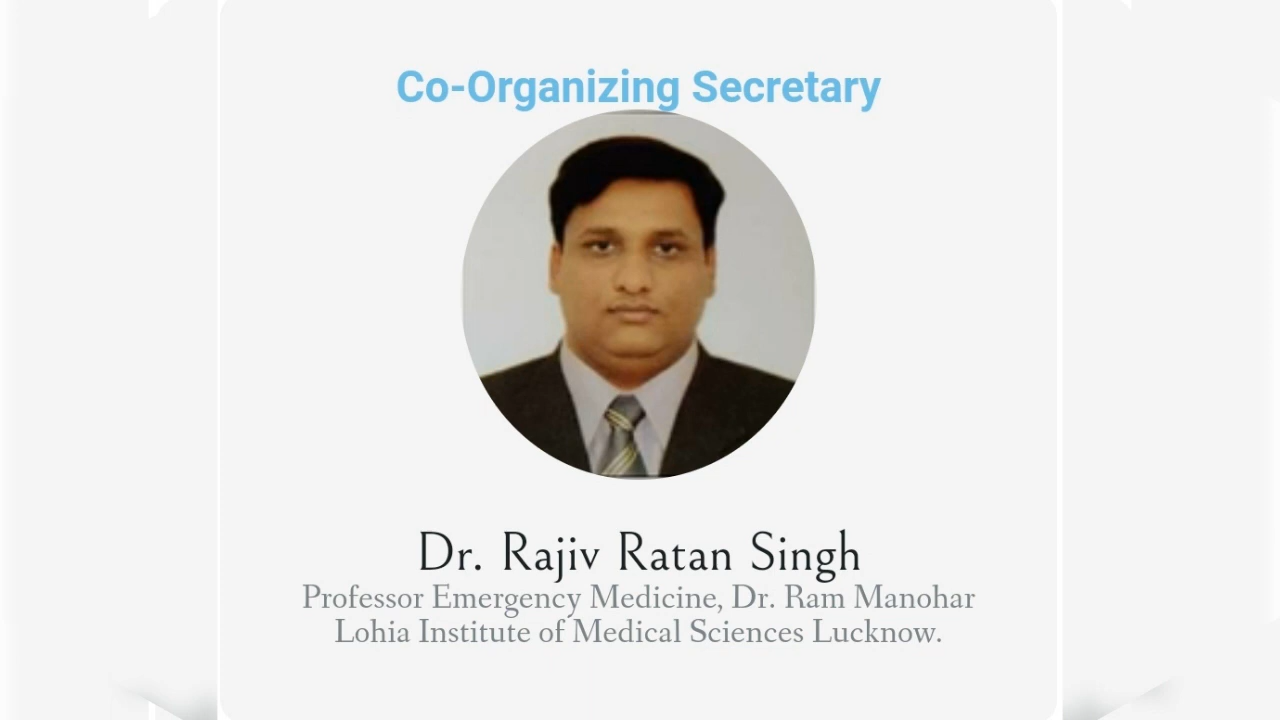 Co-Organizing Secretary
Dr. Rajiv Ratan Singh
Professor Emergency Medicine, Dr. Ram Manohar
Lohia Institute of Medical Sciences Lucknow.